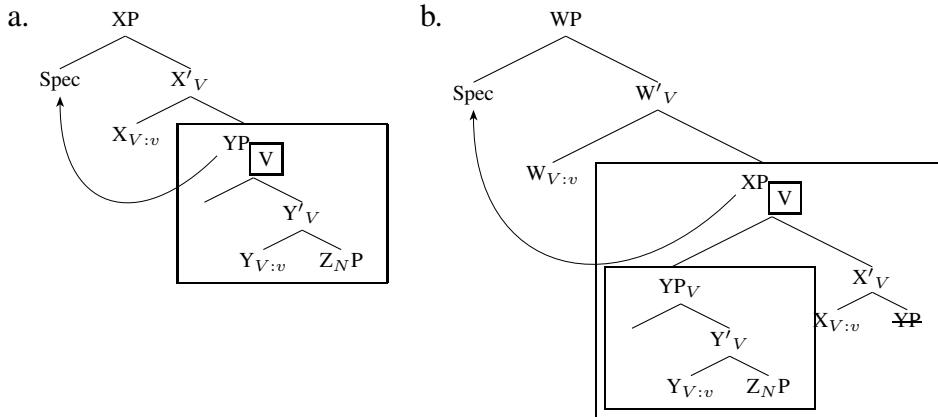 a.
XP
Spec X′V
XV:v
YP V
Y′V
YV:v ZNP
b.
WP
Spec W′V
WV:v
XP V
YPV X′V
XV:v YP
Y′V
YV:v ZNP